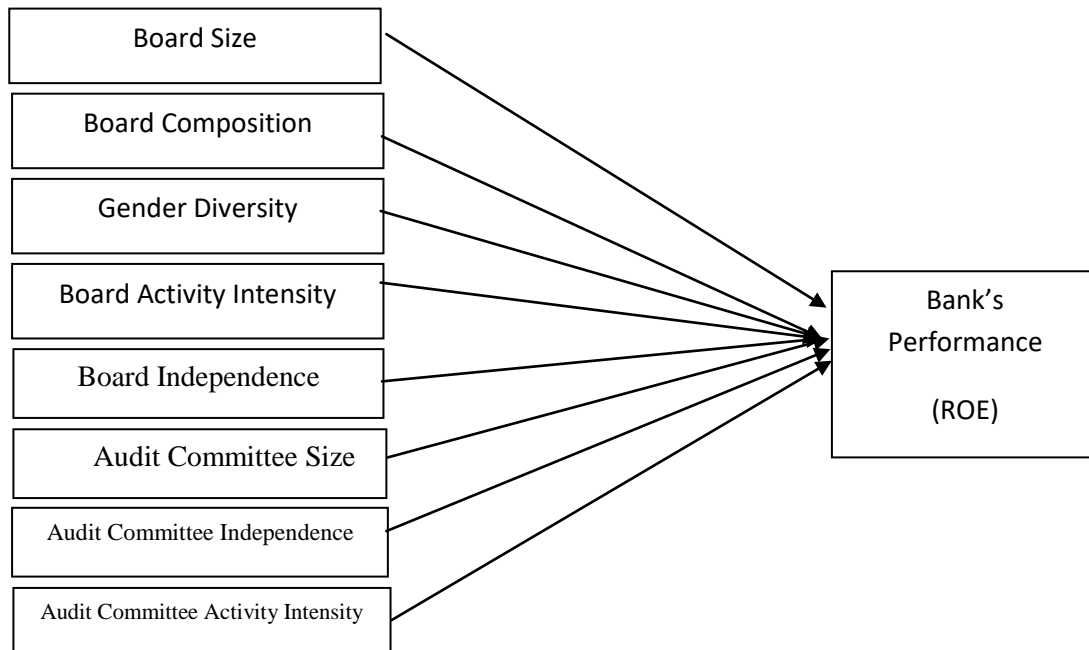 Board Size
Board Composition
Gender Diversity
Board Activity Intensity
Board Independence
Audit Committee Size
Audit Committee Independence
Audit Committee Activity Intensity
Bank’s
Performance
(ROE)